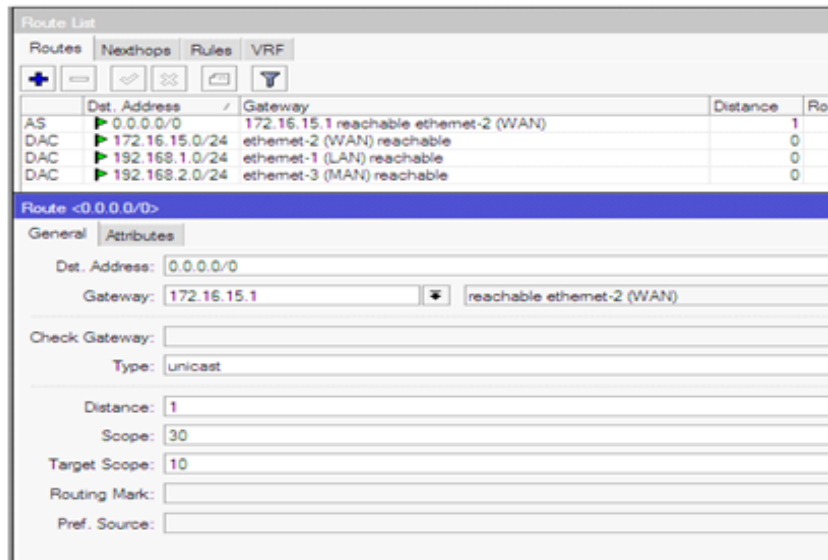 Route List
Routes Nexthops Rules VRF
Dst. Address / Gateway Distance Ro
AS 0.0.0.0/0 172.16.15.1 reachable ethernet-2 (WAN) 1
DAC 172.16.15.0/24 ethernet-2 (WAN) reachable 0
DAC 192.168.1.0/24 ethernet-1 (LAN) reachable 0
DAC 192.168.2.0/24 ethernet-3 (MAN) reachable 0
Route <0.0.0.0/0>
General Attributes
Dst. Address: 0.0.0.0/0
Gateway: 172.16.15.1 reachable ethernet-2 (WAN)
Check Gateway:
Type: unicast
Distance: 1
Scope: 30
Target Scope: 10
Routing Mark:
Pref. Source: